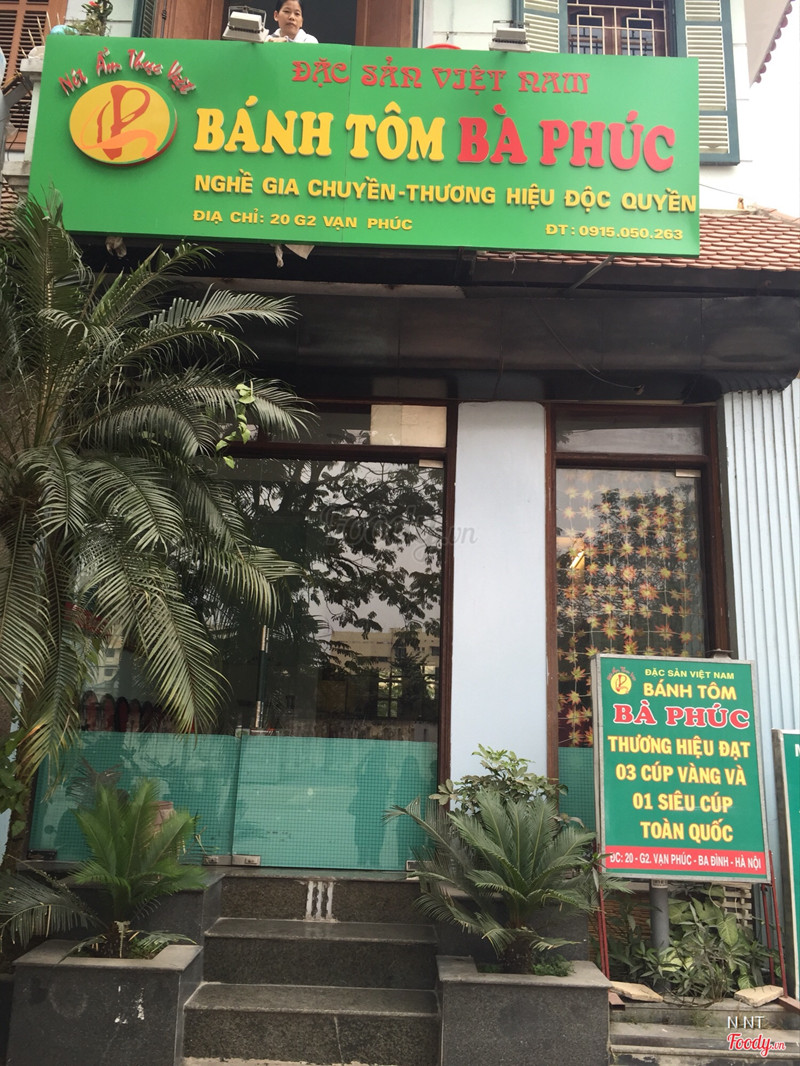 Nét Ẩm Thực Việt
ĐẶC SẢN VIỆT NAM
BÁNH TÔM BÀ PHÚC
NGHỀ GIA CHUYỀN-THƯƠNG HIỆU ĐỘC QUYỀN
ĐIẠ CHỈ: 20 G2 VẠN PHÚC
ĐT: 0915.050.263
Foody.vn
ĐẶC SẢN VIỆT NAM
BÁNH TÔM
BÀ PHÚC
THƯƠNG HIỆU ĐẠT
03 CÚP VÀNG VÀ
01 SIÊU CÚP
TOÀN QUỐC
ĐC: 20 - G2. VẠN PHÚC - BA ĐÌNH - HÀ NỘI
N NT
Foody.vn